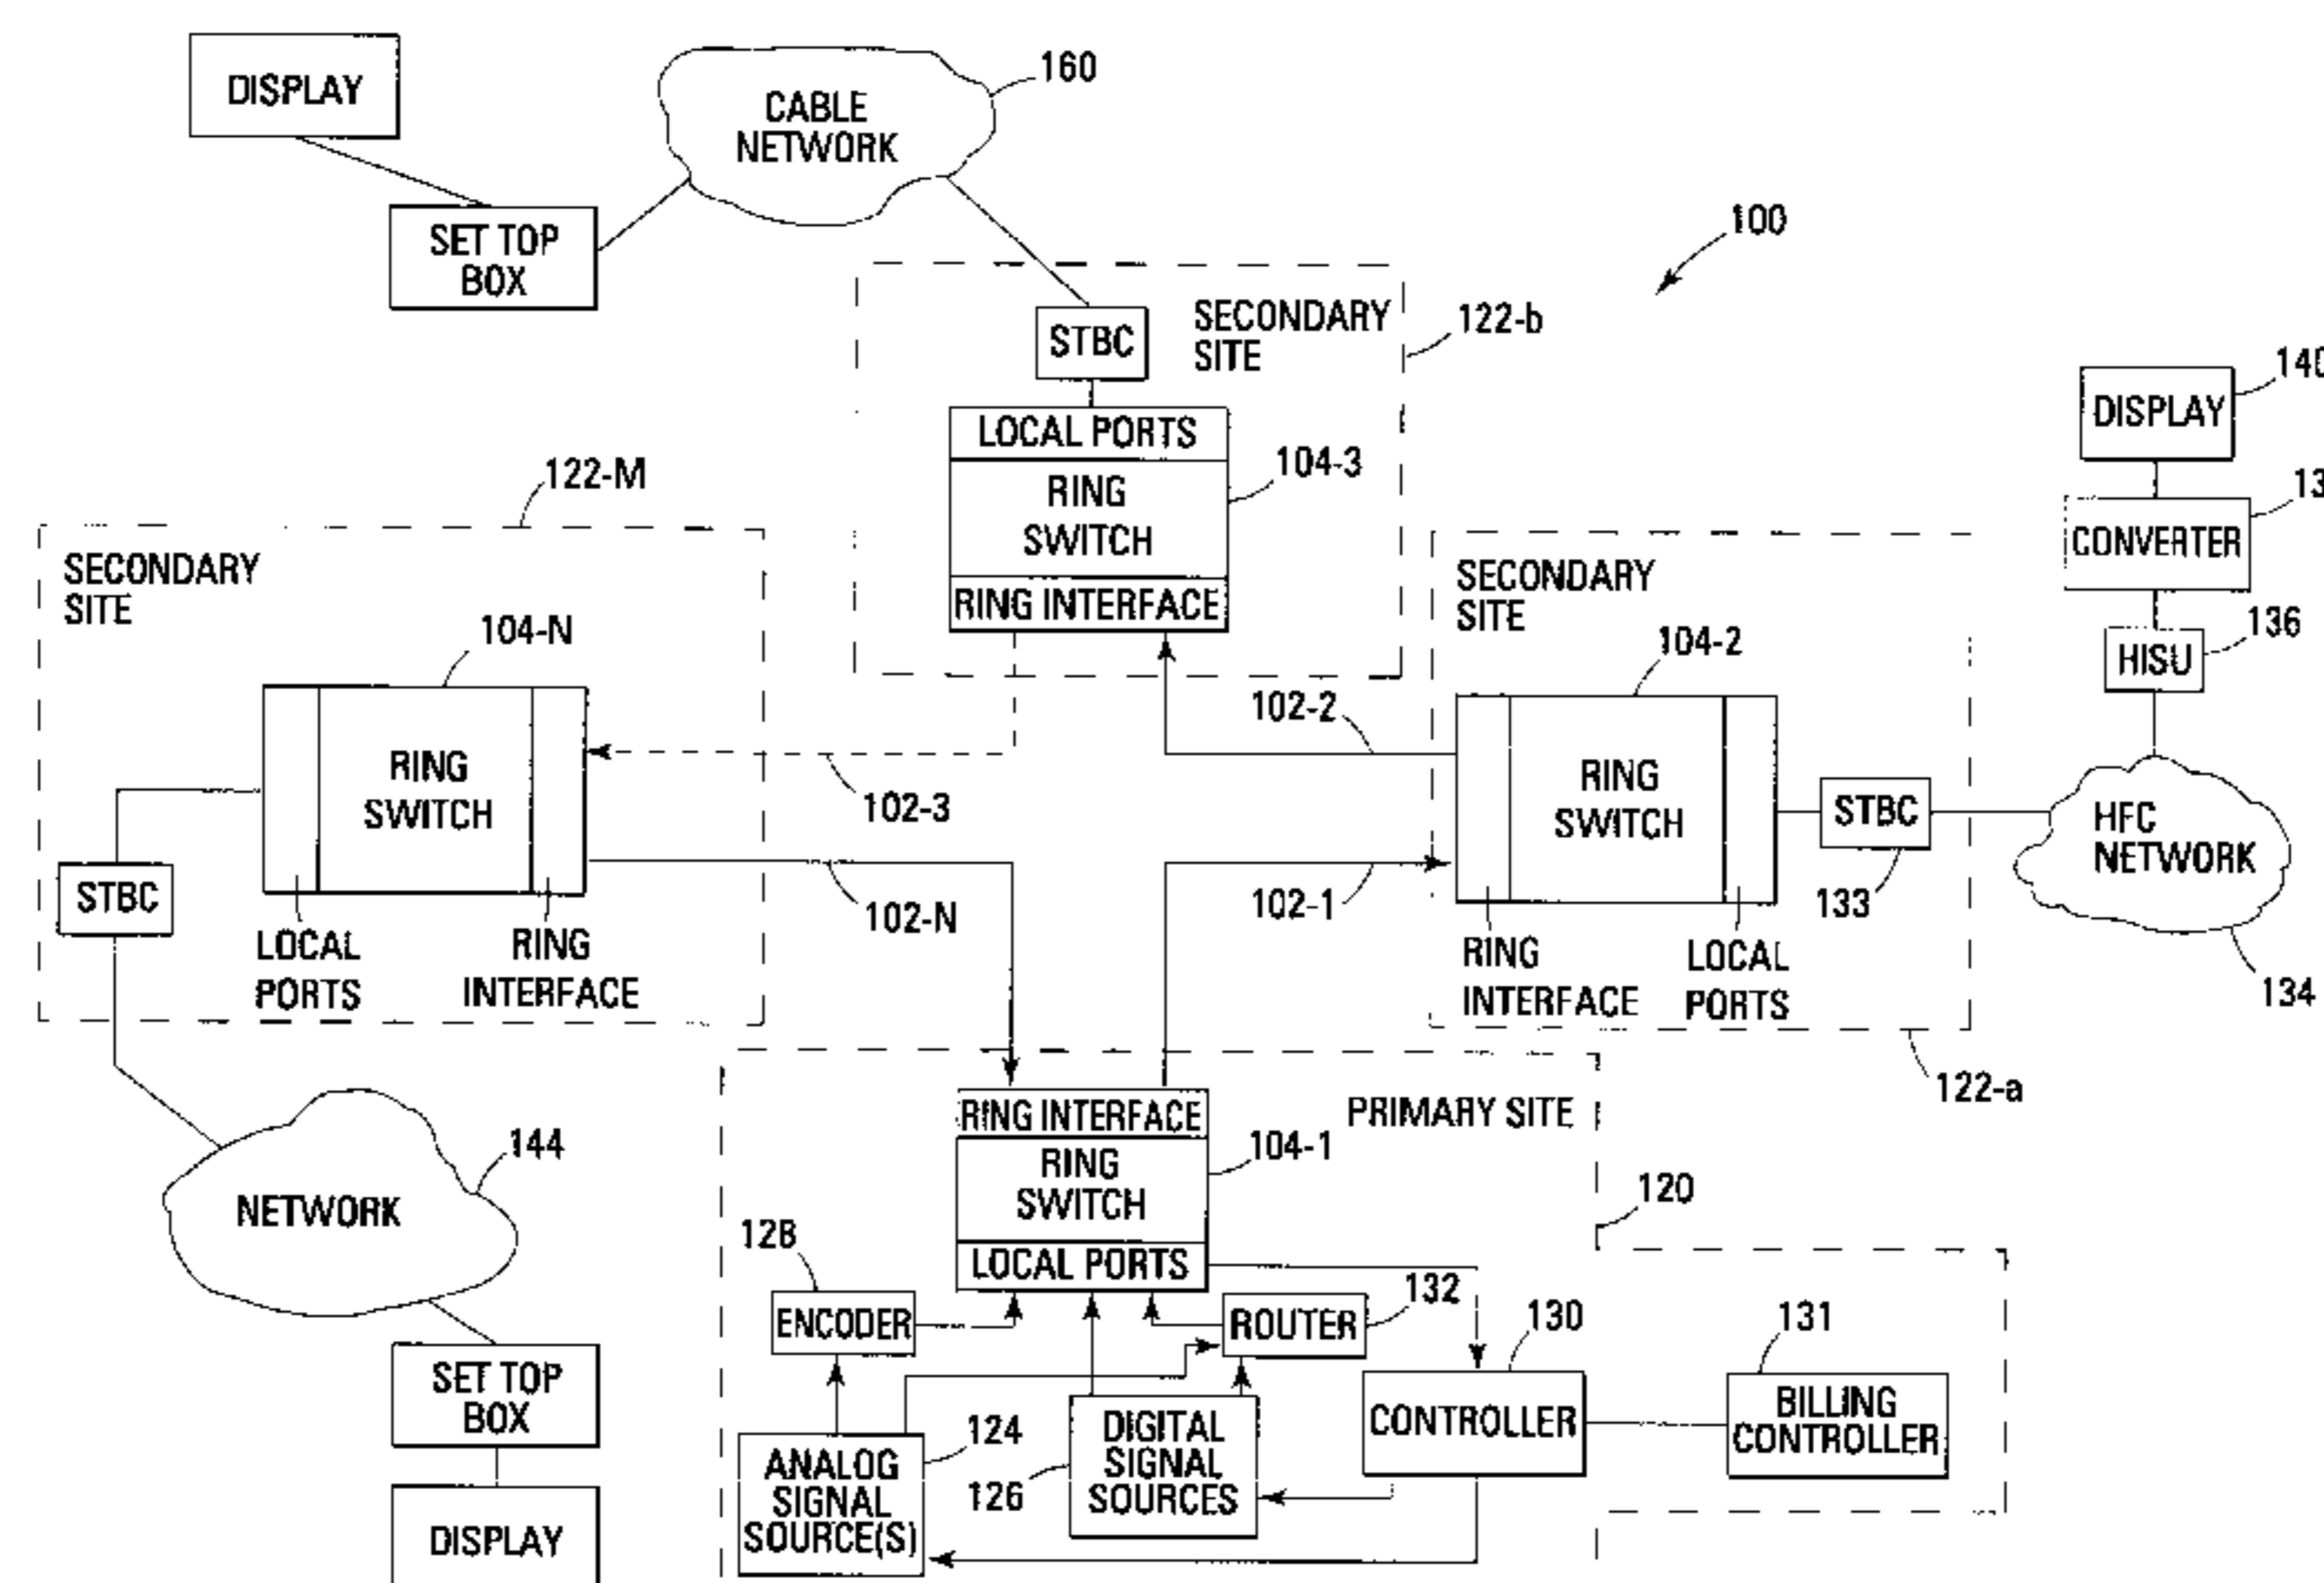 DISPLAY
CABLE
NETWORK
160
SET TOP
BOX
100
STBC
SECONDARY
SITE
122-b
LOCAL PORTS
RING
SWITCH
RING INTERFACE
104-3
140
DISPLAY
CONVERTER
136
HISU
122-M
SECONDARY
SITE
104-N
RING
SWITCH
STBC
LOCAL
PORTS
RING
INTERFACE
102-3
102-N
102-2
102-1
SECONDARY
SITE
104-2
RING
SWITCH
STBC
133
RING
INTERFACE
LOCAL
PORTS
HFC
NETWORK
134
122-a
NETWORK
144
SET TOP
BOX
DISPLAY
PRIMARY SITE
RING INTERFACE
RING
SWITCH
LOCAL PORTS
104-1
120
128
ENCODER
132
ROUTER
130
CONTROLLER
131
BILLING
CONTROLLER
124
ANALOG
SIGNAL
SOURCE(S)
126
DIGITAL
SIGNAL
SOURCES